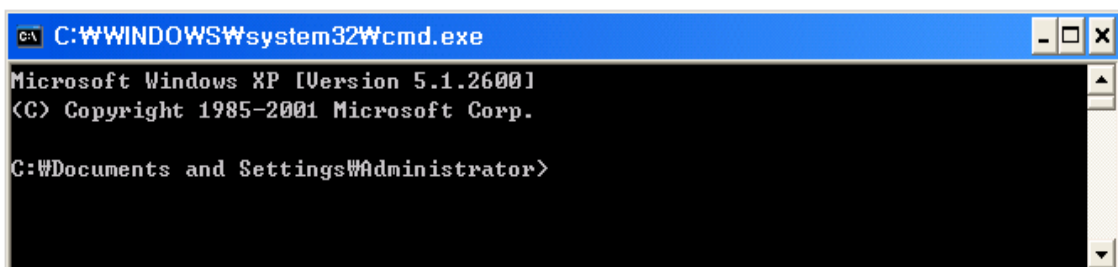 C:₩WINDOWS₩system32₩cmd.exe
Microsoft Windows XP [Version 5.1.2600]
(C) Copyright 1985-2001 Microsoft Corp.
C:₩Documents and Settings₩Administrator>